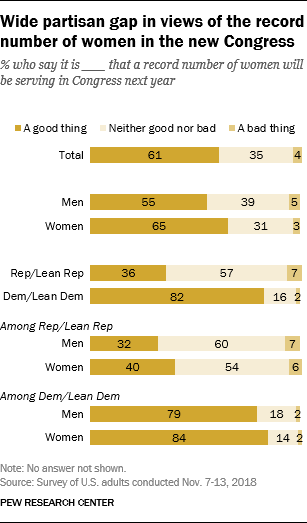 Wide partisan gap in views of the record
number of women in the new Congress
% who say it is ___ that a record number of women will
be serving in Congress next year
A good thing Neither good nor bad A bad thing
Total 61 35 4
Men 55 39 5
Women 65 31 3
Rep/Lean Rep 36 57 7
Dem/Lean Dem 82 16 2
Among Rep/Lean Rep
Men 32 60 7
Women 40 54 6
Among Dem/Lean Dem
Men 79 18 2
Women 84 14 2
Note: No answer not shown.
Source: Survey of U.S. adults conducted Nov. 7-13, 2018
PEW RESEARCH CENTER